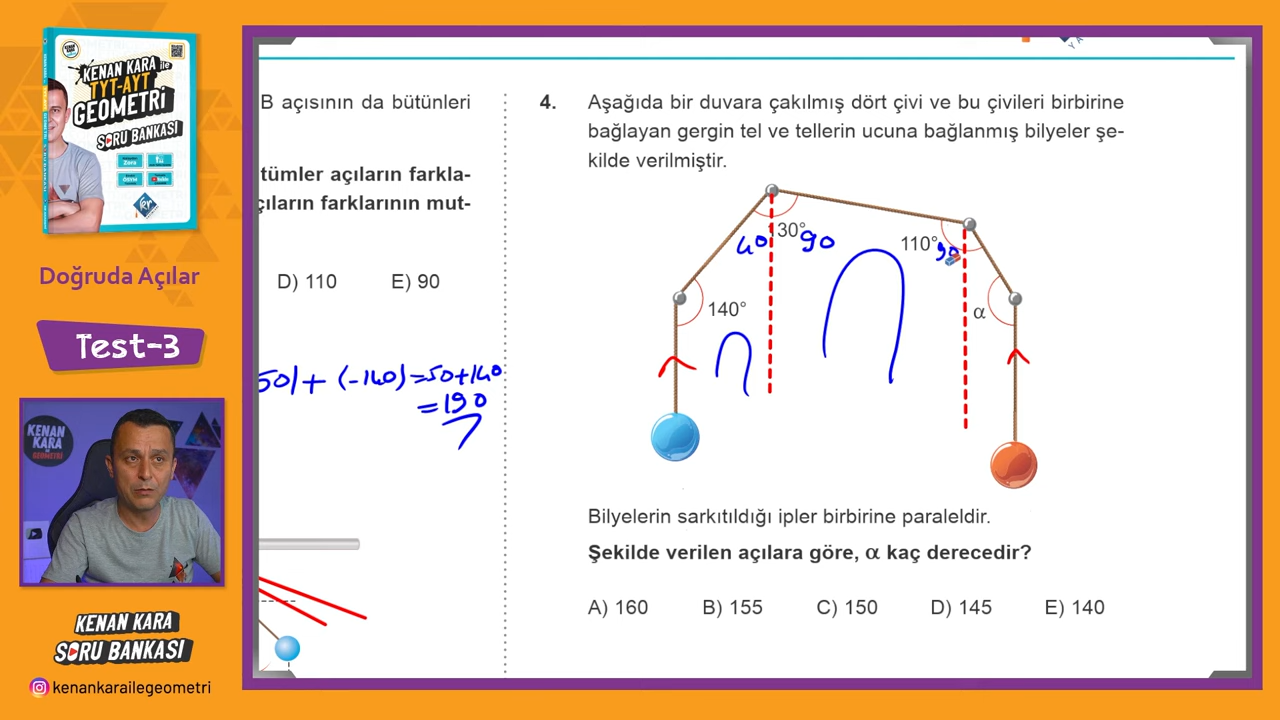 KENAN KARA ile
TYT-AYT
GEOMETRİ
SORU BANKASI
Doğruda Açılar
Test-3
KENAN
KARA
GEOMETRİ
KENAN KARA
SORU BANKASI
kenankarailegeometri
B açısının da bütünleri
tümler açıların farkla-
çıların farklarının mut-
D) 110
E) 90
50|+(-140)=50+140
=190
4.
Aşağıda bir duvara çakılmış dört çivi ve bu çivileri birbirine
bağlayan gergin tel ve tellerin ucuna bağlanmış bilyeler şe-
kilde verilmiştir.
130°
40
90
110°
90
140°
α
Bilyelerin sarkıtıldığı ipler birbirine paraleldir.
Şekilde verilen açılara göre, α kaç derecedir?
A) 160
B) 155
C) 150
D) 145
E) 140